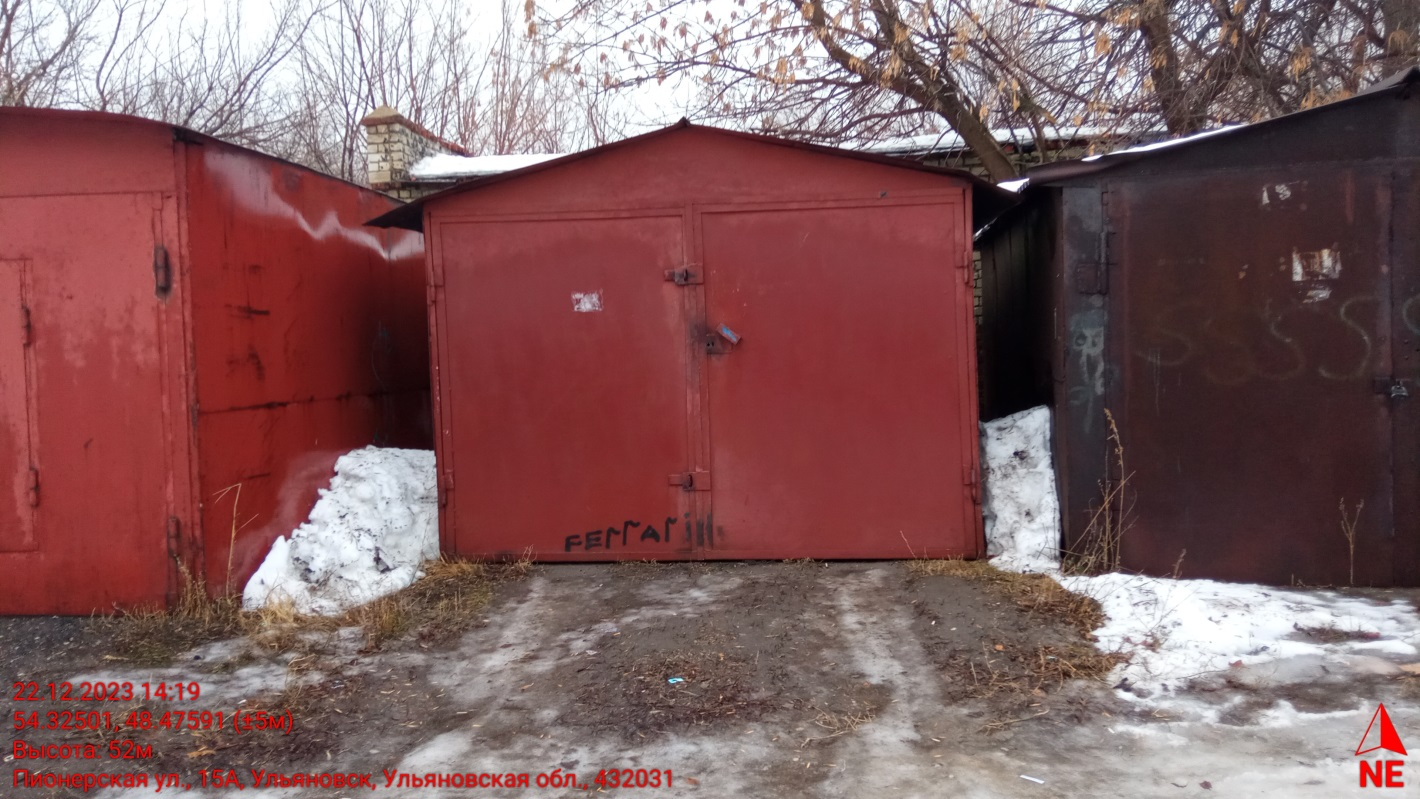 FERRARI
22.12.2023 14:19
54.32501, 48.47591 (±5м)
Высота: 52м
Пионерская ул., 15А, Ульяновск, Ульяновская обл., 432031
NE